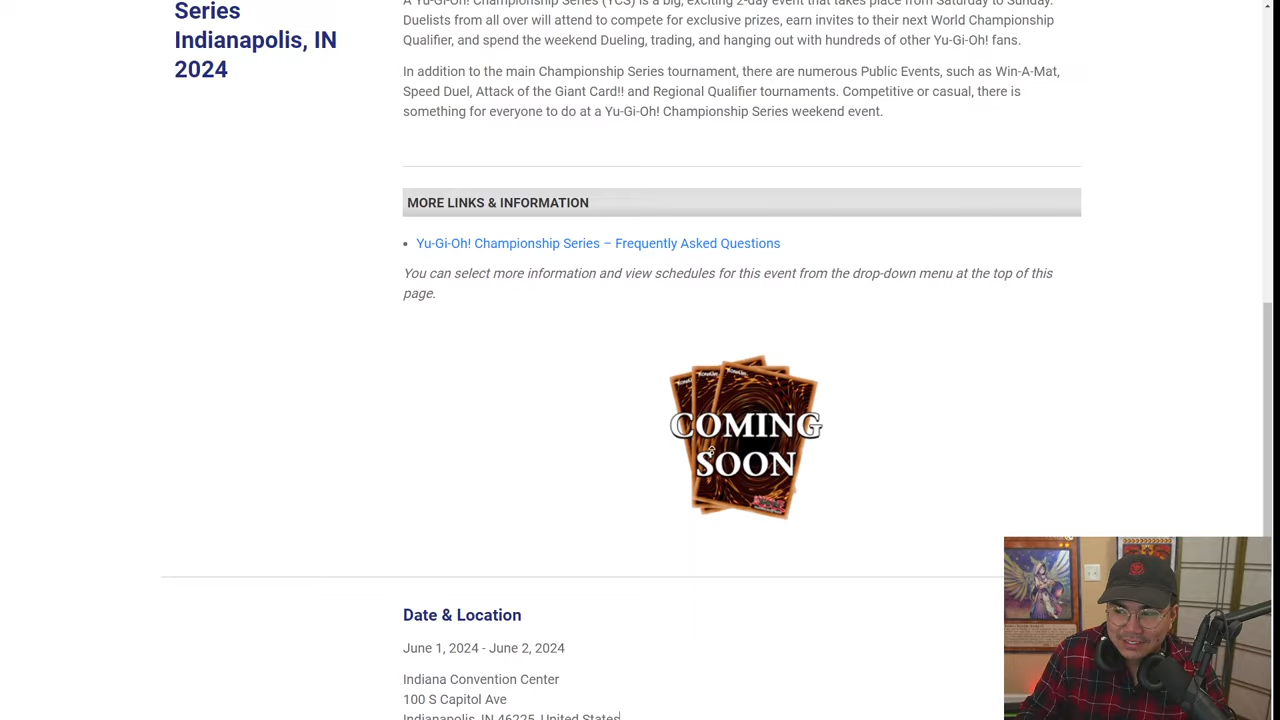 Series
Indianapolis, IN
2024
A Yu-Gi-Oh! Championship Series (YCS) is a big, exciting 2-day event that takes place from Saturday to Sunday.
Duelists from all over will attend to compete for exclusive prizes, earn invites to their next World Championship
Qualifier, and spend the weekend Dueling, trading, and hanging out with hundreds of other Yu-Gi-Oh! fans.
In addition to the main Championship Series tournament, there are numerous Public Events, such as Win-A-Mat,
Speed Duel, Attack of the Giant Card!! and Regional Qualifier tournaments. Competitive or casual, there is
something for everyone to do at a Yu-Gi-Oh! Championship Series weekend event.
MORE LINKS & INFORMATION
Yu-Gi-Oh! Championship Series – Frequently Asked Questions
You can select more information and view schedules for this event from the drop-down menu at the top of this
page.
KONAMI
COMING
SOON
Date & Location
June 1, 2024 - June 2, 2024
Indiana Convention Center
100 S Capitol Ave
Indianapolis, IN 46225, United States